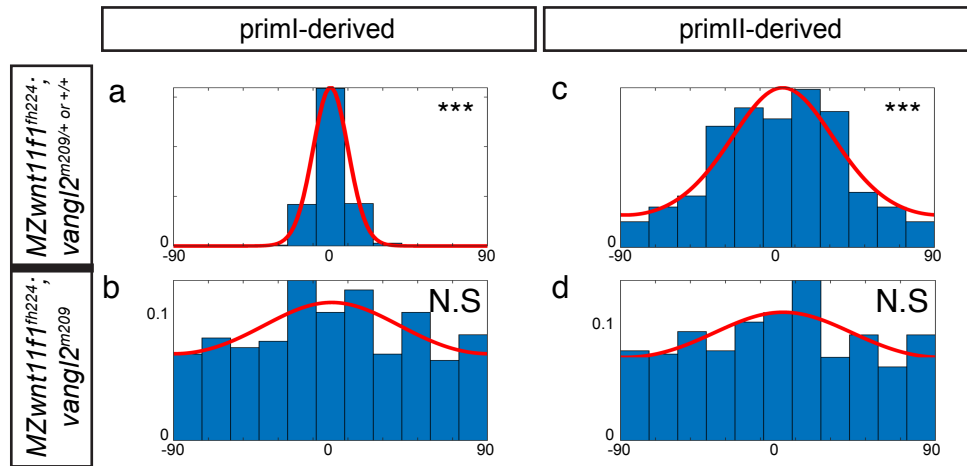 primI-derived
primII-derived
MZwnt11f1fh224;
vangl2m209/+ or +/+
a
***
0
-90
0
90
c
***
0
-90
0
90
MZwnt11f1fh224;
vangl2m209
b
N.S
0.1
0
-90
0
90
d
N.S
0.1
0
-90
0
90